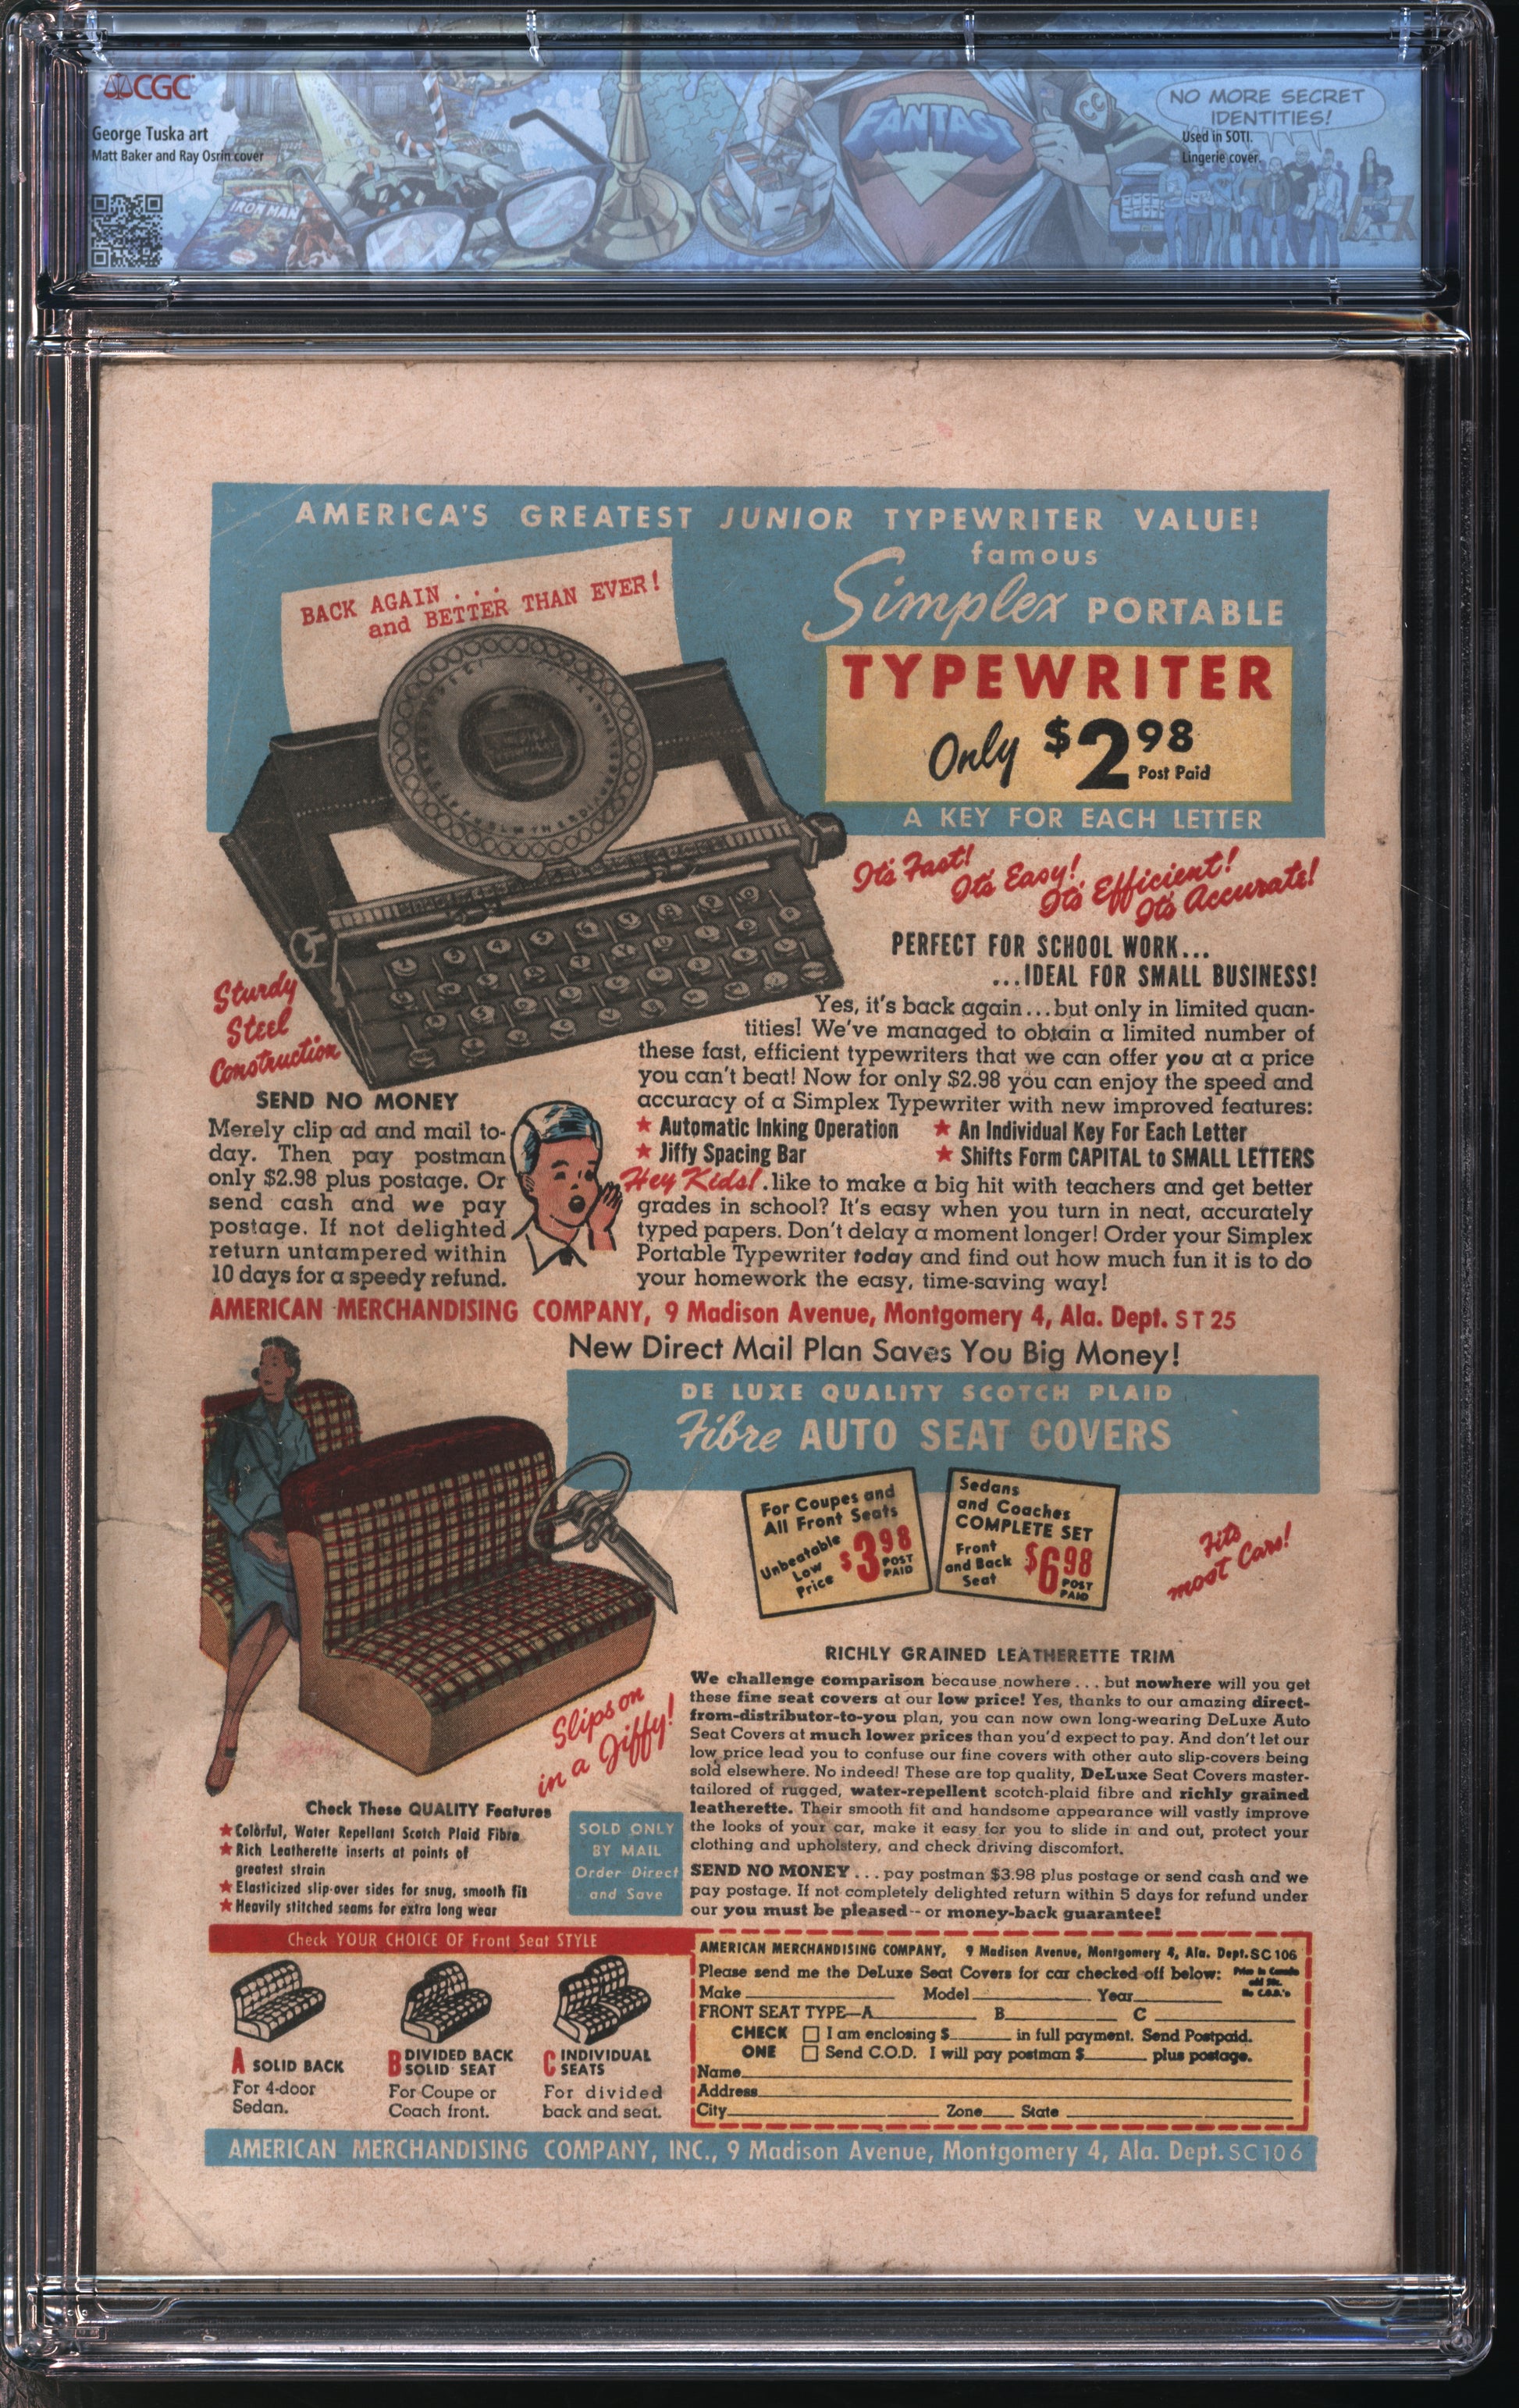 CGC
George Tuska art
Matt Baker and Ray Osrin cover
IRON MAN
FANTAST
CC
NO MORE SECRET
IDENTITIES!
Used in SOTI.
Lingerie cover.
AMERICA'S GREATEST JUNIOR TYPEWRITER VALUE!
famous
Simplex PORTABLE
TYPEWRITER
Only $2.98
Post Paid
A KEY FOR EACH LETTER
BACK AGAIN . . .
and BETTER THAN EVER!
It's Fast!
It's Easy!
It's Efficient!
It's Accurate!
PERFECT FOR SCHOOL WORK...
...IDEAL FOR SMALL BUSINESS!
Sturdy
Steel
Construction
Yes, it's back again...but only in limited quan-
tities! We've managed to obtain a limited number of
these fast, efficient typewriters that we can offer you at a price
you can't beat! Now for only $2.98 you can enjoy the speed and
accuracy of a Simplex Typewriter with new improved features:
★ Automatic Inking Operation ★ An Individual Key For Each Letter
★ Jiffy Spacing Bar ★ Shifts Form CAPITAL to SMALL LETTERS
Hey Kids!. like to make a big hit with teachers and get better
grades in school? It's easy when you turn in neat, accurately
typed papers. Don't delay a moment longer! Order your Simplex
Portable Typewriter today and find out how much fun it is to do
your homework the easy, time-saving way!
SEND NO MONEY
Merely clip ad and mail to-
day. Then pay postman
only $2.98 plus postage. Or
send cash and we pay
postage. If not delighted
return untampered within
10 days for a speedy refund.
AMERICAN MERCHANDISING COMPANY, 9 Madison Avenue, Montgomery 4, Ala. Dept. ST 25
New Direct Mail Plan Saves You Big Money!
DE LUXE QUALITY SCOTCH PLAID
Fibre AUTO SEAT COVERS
For Coupes and
All Front Seats
Unbeatable
Low
Price
$3.98
POST
PAID
Sedans
and Coaches
COMPLETE SET
Front
and Back
Seat
$6.98
POST
PAID
Fits
most Cars!
Slips on
in a Jiffy!
RICHLY GRAINED LEATHERETTE TRIM
We challenge comparison because nowhere . . . but nowhere will you get
these fine seat covers at our low price! Yes, thanks to our amazing direct-
from-distributor-to-you plan, you can now own long-wearing DeLuxe Auto
Seat Covers at much lower prices than you'd expect to pay. And don't let our
low price lead you to confuse our fine covers with other auto slip-covers being
sold elsewhere. No indeed! These are top quality, DeLuxe Seat Covers master-
tailored of rugged, water-repellent scotch-plaid fibre and richly grained
leatherette. Their smooth fit and handsome appearance will vastly improve
the looks of your car, make it easy for you to slide in and out, protect your
clothing and upholstery, and check driving discomfort.
SEND NO MONEY . . . pay postman $3.98 plus postage or send cash and we
pay postage. If not completely delighted return within 5 days for refund under
our you must be pleased -- or money-back guarantee!
Check These QUALITY Features
★ Colorful, Water Repellant Scotch Plaid Fibre
★ Rich Leatherette inserts at points of
greatest strain
★ Elasticized slip-over sides for snug, smooth fit
★ Heavily stitched seams for extra long wear
SOLD ONLY
BY MAIL
Order Direct
and Save
Check YOUR CHOICE OF Front Seat STYLE
A SOLID BACK
For 4-door
Sedan.
B DIVIDED BACK
SOLID SEAT
For Coupe or
Coach front.
C INDIVIDUAL
SEATS
For divided
back and seat.
AMERICAN MERCHANDISING COMPANY, 9 Madison Avenue, Montgomery 4, Ala. Dept. SC 106
Please send me the DeLuxe Seat Covers for car checked off below:
Price in Canada
add 50c.
No C.O.D.'s
Make Model Year
FRONT SEAT TYPE—A B C
CHECK I am enclosing $ in full payment. Send Postpaid.
ONE Send C.O.D. I will pay postman $ plus postage.
Name
Address
City Zone State
AMERICAN MERCHANDISING COMPANY, INC., 9 Madison Avenue, Montgomery 4, Ala. Dept. SC106